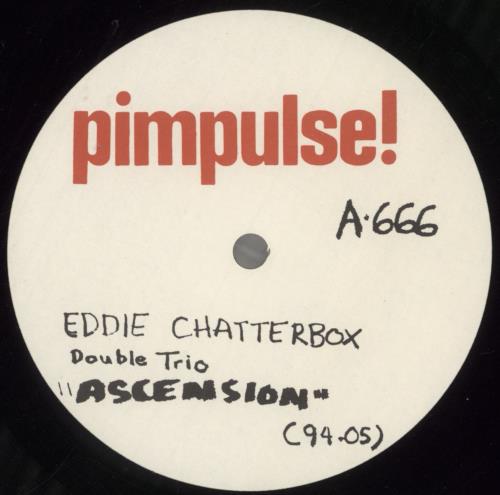 pimpulse!
A·666
EDDIE CHATTERBOX
Double Trio
"ASCENSION"
(94.05)